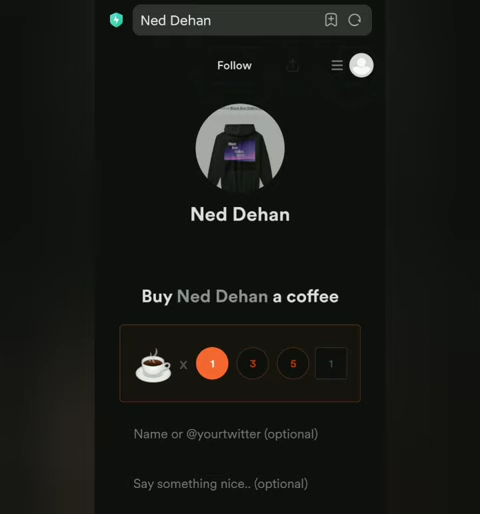 Ned Dehan
Follow
Ned Dehan
Buy Ned Dehan a coffee
x 1 3 5 1
Name or @yourtwitter (optional)
Say something nice.. (optional)